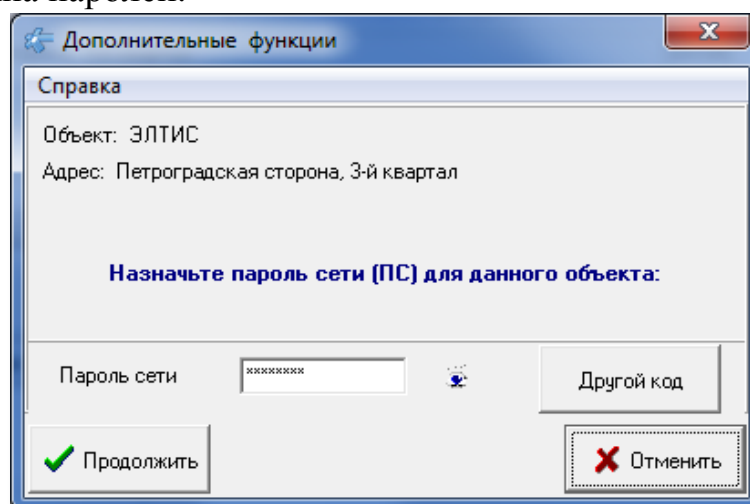 Дополнительные функции
Справка
Объект: ЭЛТИС
Адрес: Петроградская сторона, 3-й квартал
Назначьте пароль сети (ПС) для данного объекта:
Пароль сети
××××××××
Другой код
Продолжить
Отменить